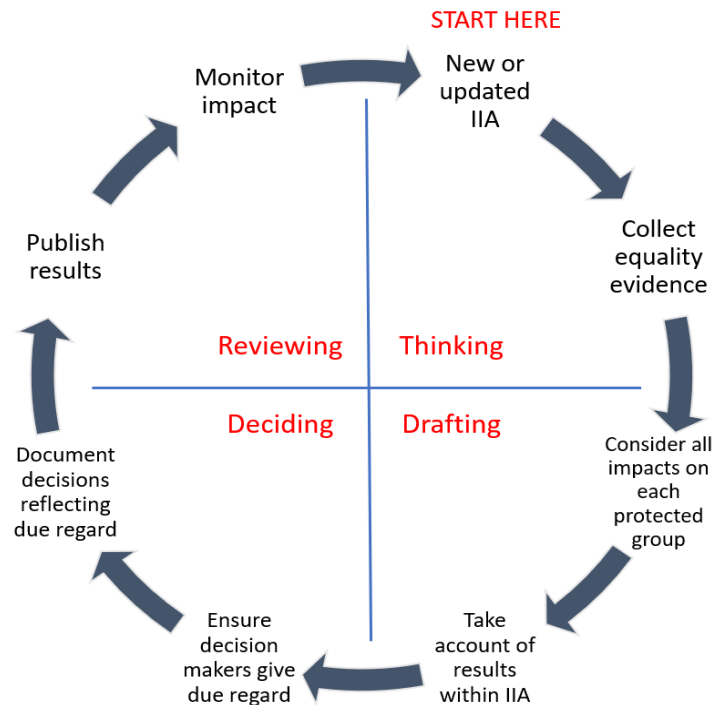 START HERE
New or
updated
IIA
Collect
equality
evidence
Consider all
impacts on
each
protected
group
Take
account of
results
within IIA
Ensure
decision
makers give
due regard
Document
decisions
reflecting
due regard
Publish
results
Monitor
impact
Reviewing
Thinking
Deciding
Drafting